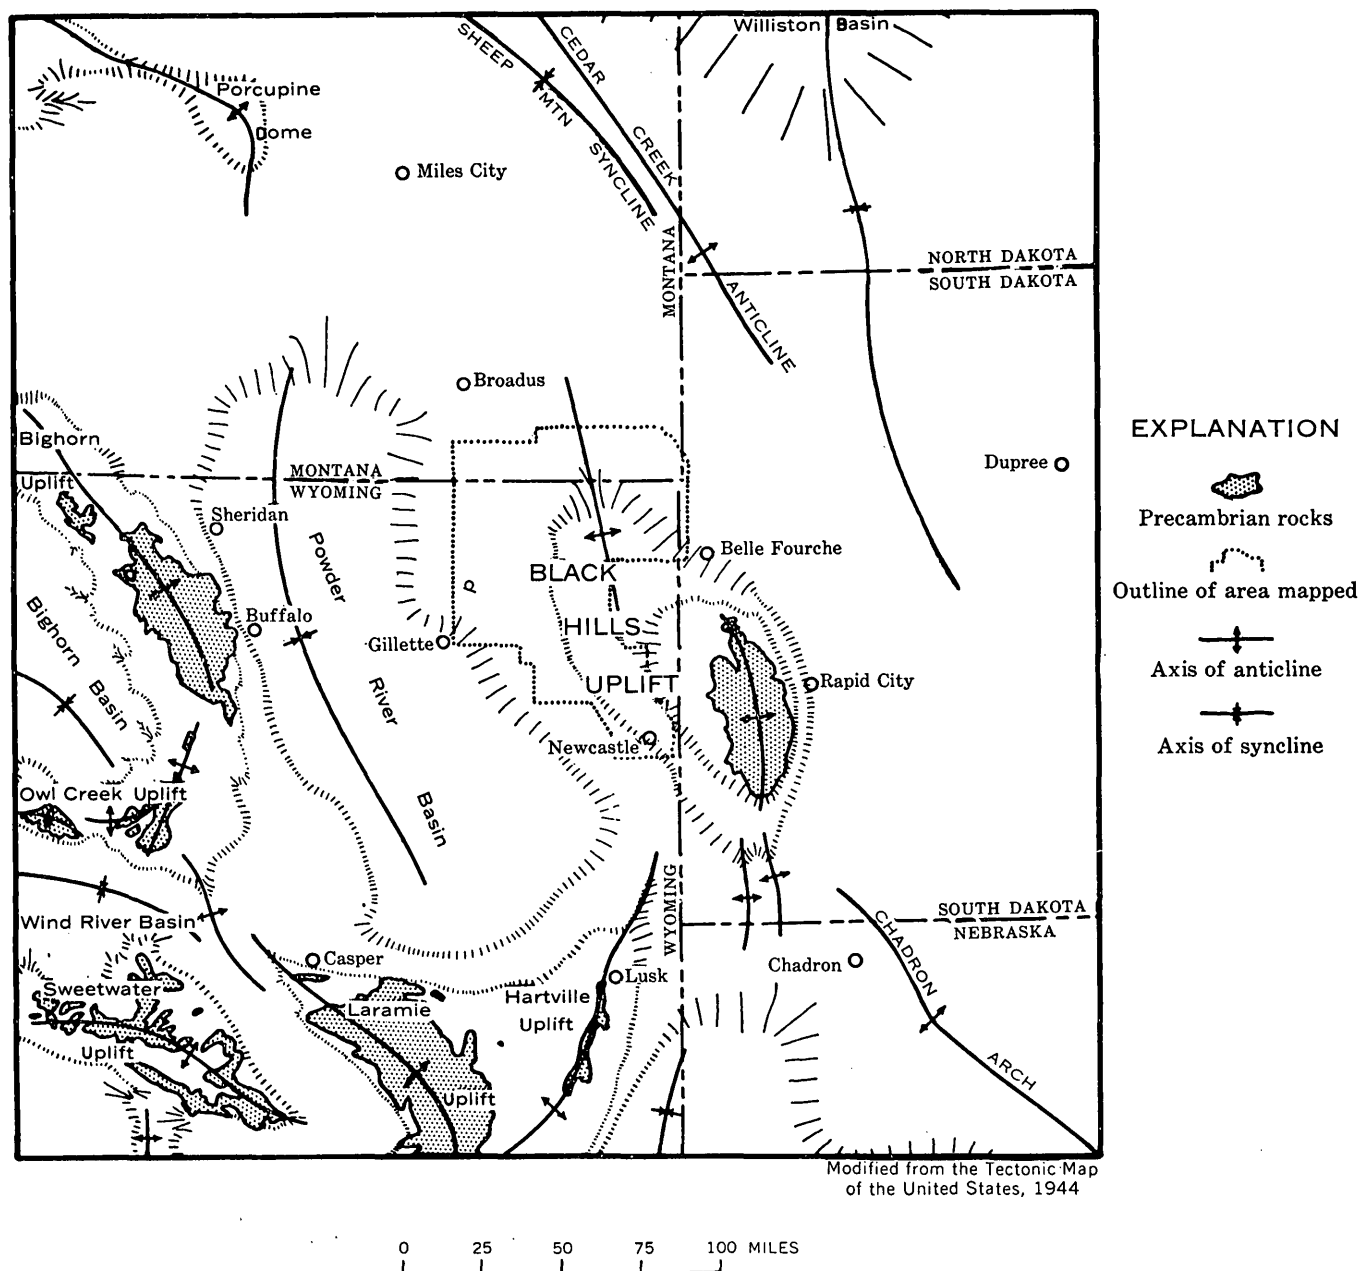 Williston Basin
SHEEP
MTN
SYNCLINE
CEDAR
CREEK
ANTICLINE
Porcupine
Dome
Miles City
MONTANA
NORTH DAKOTA
SOUTH DAKOTA
Broadus
Bighorn
Uplift
MONTANA
WYOMING
Sheridan
Powder
River
Basin
Dupree
Belle Fourche
BLACK
HILLS
UPLIFT
Bighorn
Basin
Buffalo
Gillette
Rapid City
Newcastle
Owl Creek Uplift
WYOMING
SOUTH DAKOTA
NEBRASKA
Wind River Basin
Casper
Lusk
Chadron
CHADRON
ARCH
Sweetwater
Uplift
Laramie
Uplift
Hartville
Uplift
EXPLANATION
Precambrian rocks
Outline of area mapped
Axis of anticline
Axis of syncline
Modified from the Tectonic Map
of the United States, 1944
0 25 50 75 100 MILES